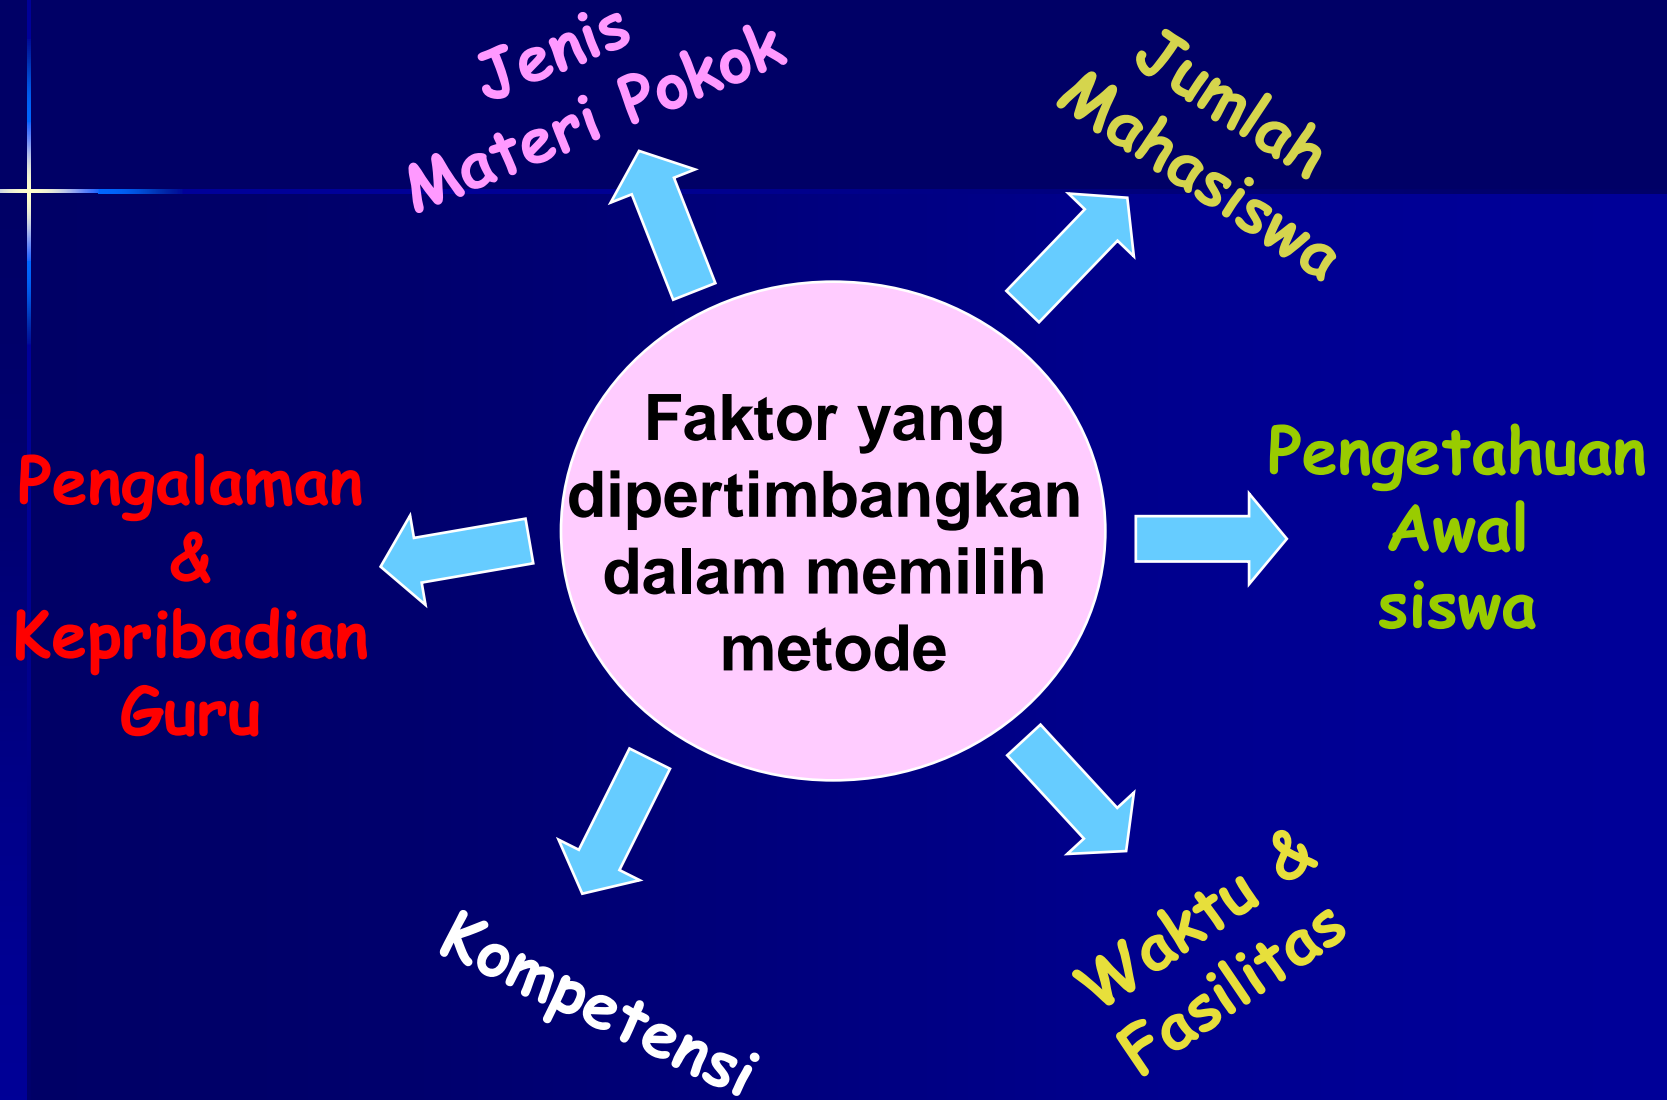 Jenis
Materi Pokok
Jumlah
Mahasiswa
Faktor yang
dipertimbangkan
dalam memilih
metode
Pengetahuan
Awal
siswa
Pengalaman
&
Kepribadian
Guru
Kompetensi
Waktu &
Fasilitas